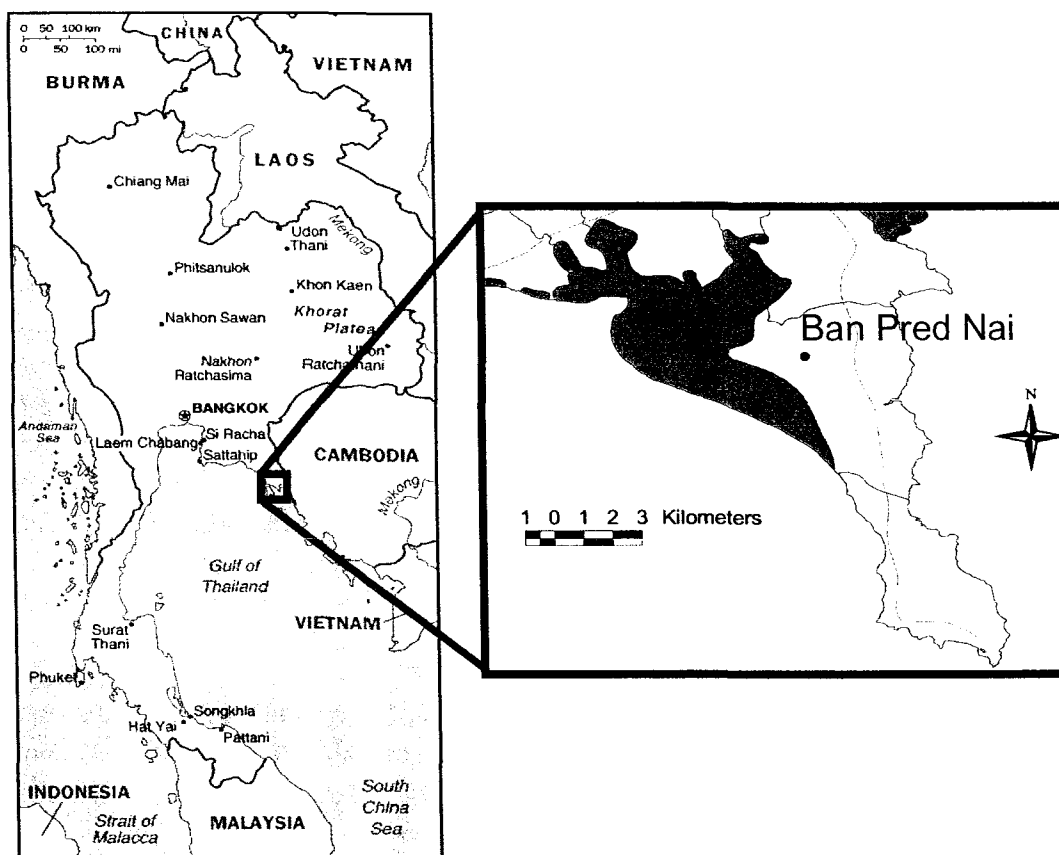 0 50 100 km
0 50 100 mi
CHINA
VIETNAM
BURMA
LAOS
Chiang Mai
Udon
Thani
Mekong
Phitsanulok
Khon Kaen
Khorat
Nakhon Sawan
Nakhon
Ratchasima
BANGKOK
Si Racha
Laem Chabang
Sattahip
Andaman
Sea
CAMBODIA
Mekong
Gulf of
Thailand
VIETNAM
Surat
Thani
Phuket
Songkhla
Hat Yai
Pattani
INDONESIA
Strait of
Malacca
MALAYSIA
South
China
Sea
Ban Pred Nai
N
1 0 1 2 3 Kilometers